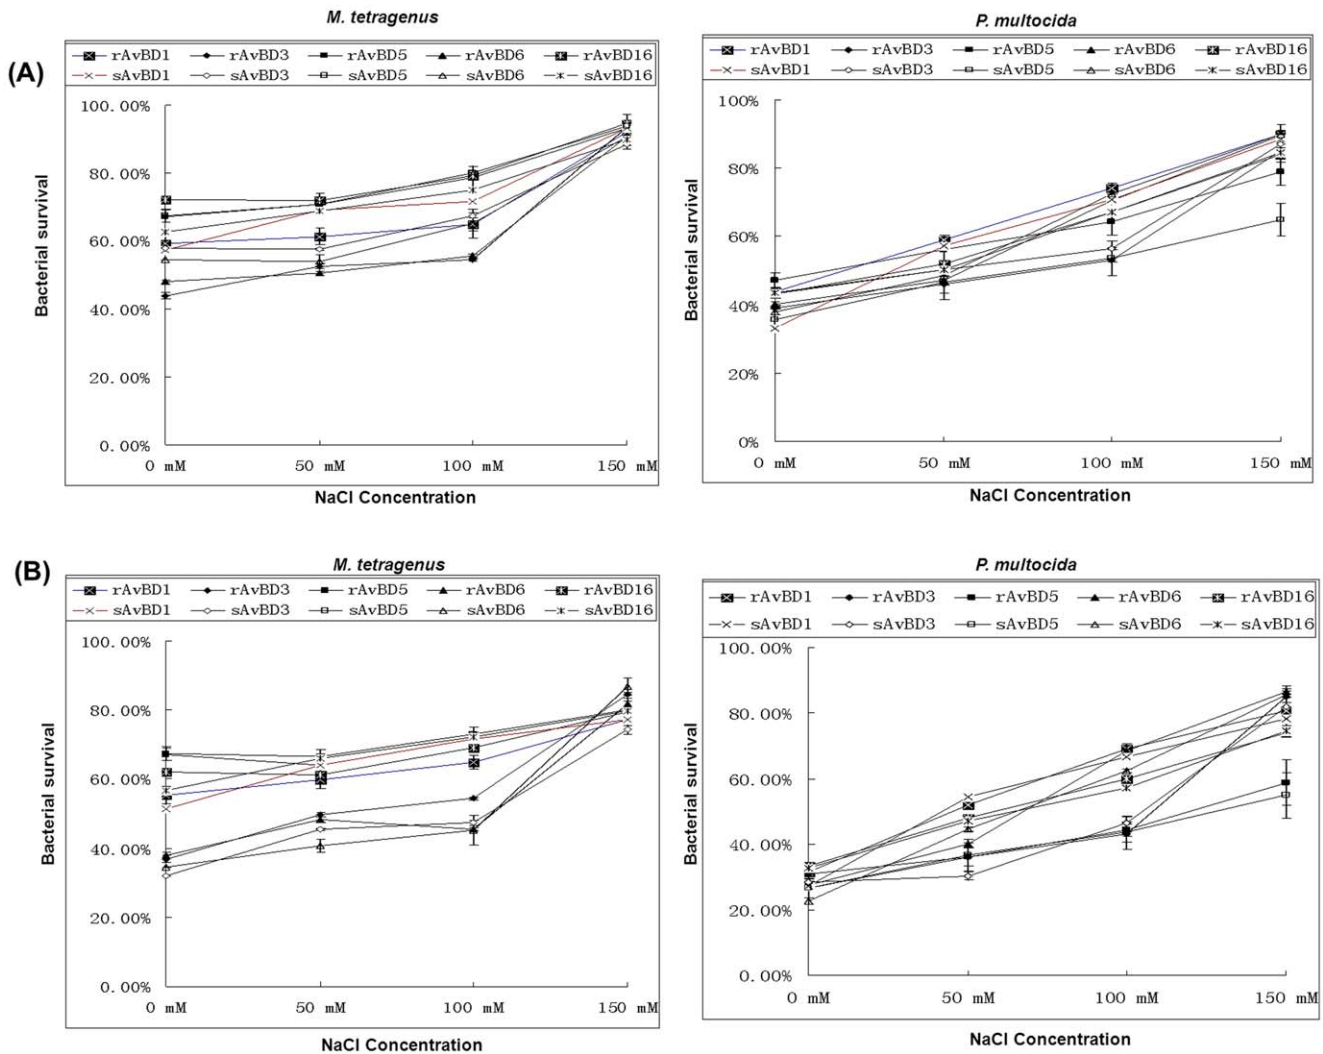 (A)
M. tetragenus
rAvBD1 rAvBD3 rAvBD5 rAvBD6 rAvBD16
sAvBD1 sAvBD3 sAvBD5 sAvBD6 sAvBD16
100.00%
80.00%
60.00%
40.00%
20.00%
0.00%
Bacterial survival
0 mM 50 mM 100 mM 150 mM
NaCl Concentration
P. multocida
rAvBD1 rAvBD3 rAvBD5 rAvBD6 rAvBD16
sAvBD1 sAvBD3 sAvBD5 sAvBD6 sAvBD16
100%
80%
60%
40%
20%
0%
Bacterial survival
0 mM 50 mM 100 mM 150 mM
NaCl Concentration
(B)
M. tetragenus
rAvBD1 rAvBD3 rAvBD5 rAvBD6 rAvBD16
sAvBD1 sAvBD3 sAvBD5 sAvBD6 sAvBD16
100.00%
80.00%
60.00%
40.00%
20.00%
0.00%
Bacterial survival
0 mM 50 mM 100 mM 150 mM
NaCl Concentration
P. multocida
rAvBD1 rAvBD3 rAvBD5 rAvBD6 rAvBD16
sAvBD1 sAvBD3 sAvBD5 sAvBD6 sAvBD16
100.00%
80.00%
60.00%
40.00%
20.00%
0.00%
Bacterial survival
0 mM 50 mM 100 mM 150 mM
NaCl Concentration